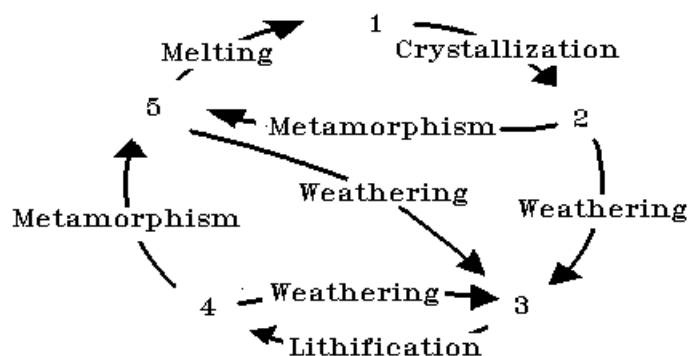 1
Melting
Crystallization
5
2
Metamorphism
Weathering
Metamorphism
Weathering
4
Weathering
3
Lithification